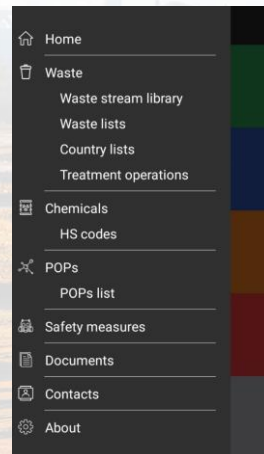 Home
Waste
Waste stream library
Waste lists
Country lists
Treatment operations
Chemicals
HS codes
POPs
POPs list
Safety measures
Documents
Contacts
About